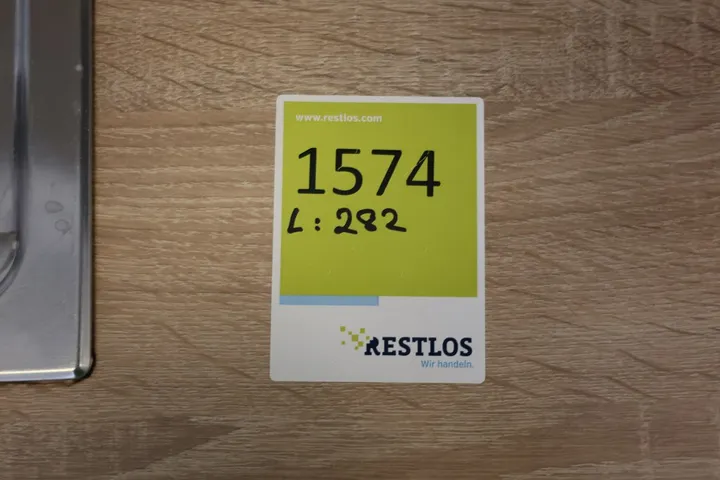 www.restlos.com
1574
L: 282
RESTLOS
Wir handeln.